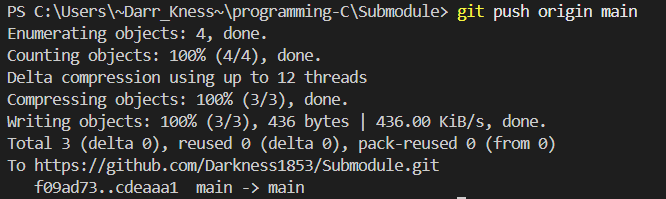 PS C:\Users\~Darr_Kness~\programming-C\Submodule> git push origin main
Enumerating objects: 4, done.
Counting objects: 100% (4/4), done.
Delta compression using up to 12 threads
Compressing objects: 100% (3/3), done.
Writing objects: 100% (3/3), 436 bytes | 436.00 KiB/s, done.
Total 3 (delta 0), reused 0 (delta 0), pack-reused 0 (from 0)
To https://github.com/Darkness1853/Submodule.git
   f09ad73..cdeaaa1  main -> main